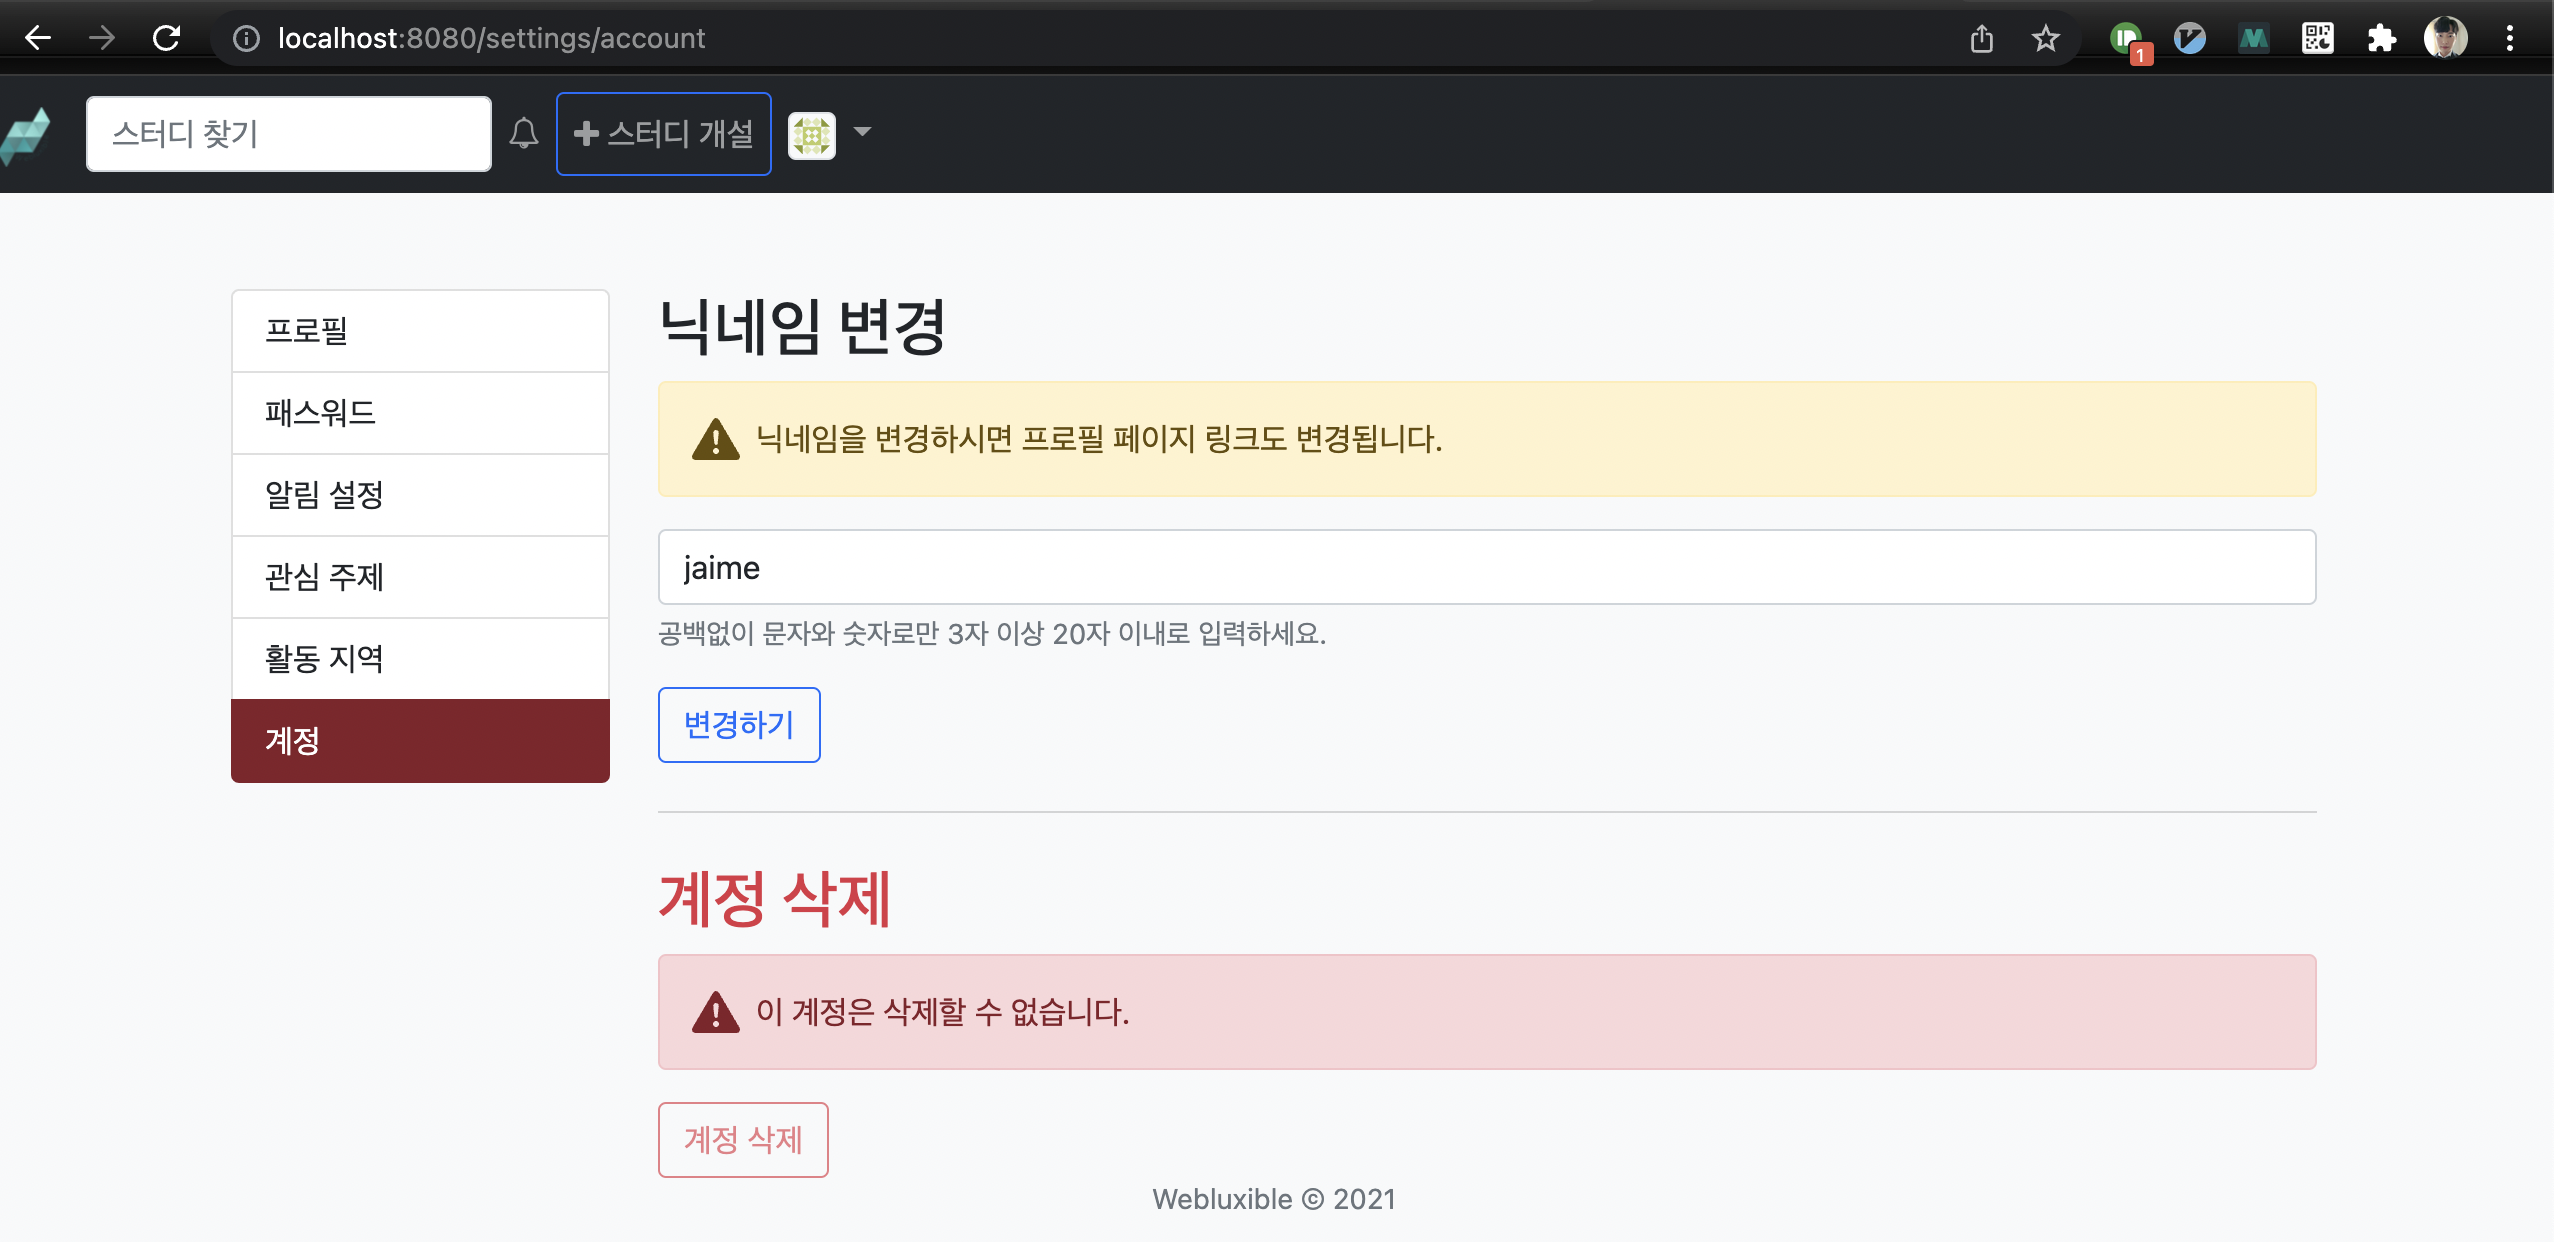 localhost:8080/settings/account
1
스터디 찾기
스터디 개설
프로필
패스워드
알림 설정
관심 주제
활동 지역
계정
닉네임 변경
닉네임을 변경하시면 프로필 페이지 링크도 변경됩니다.
jaime
공백없이 문자와 숫자로만 3자 이상 20자 이내로 입력하세요.
변경하기
계정 삭제
이 계정은 삭제할 수 없습니다.
계정 삭제
Webluxible © 2021